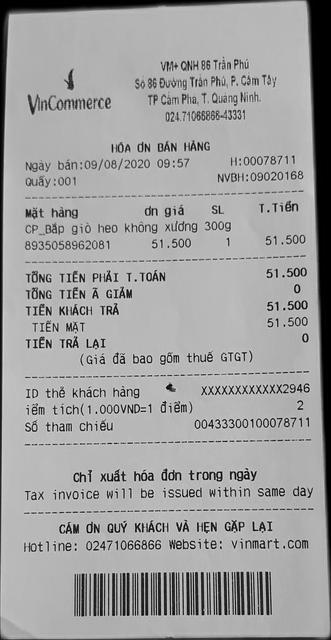 VinCommerce
VM+ QNH 86 Trần Phú
Số 86 Đường Trần Phú, P. Cẩm Tây
TP Cẩm Phả, T. Quảng Ninh.
024.71066866-43331
HÓA ƠN BÁN HÀNG
Ngày bán:09/08/2020 09:57 H:00078711
Quầy:001 NVBH:09020168
Mặt hàng ơn giá SL T.Tiền
CP_Bắp giò heo không xương 300g
8935058962081 51.500 1 51.500
TỔNG TIỀN PHẢI T.TOÁN 51.500
TỔNG TIỀN Ã GIẢM 0
TIỀN KHÁCH TRẢ 51.500
TIỀN MẶT 51.500
TIỀN TRẢ LẠI 0
(Giá đã bao gồm thuế GTGT)
ID thẻ khách hàng XXXXXXXXXXXX2946
iểm tích(1.000VND=1 điểm) 2
Số tham chiếu 00433300100078711
Chỉ xuất hóa đơn trong ngày
Tax invoice will be issued within same day
CẢM ƠN QUÝ KHÁCH VÀ HẸN GẶP LẠI
Hotline: 02471066866 Website: vinmart.com